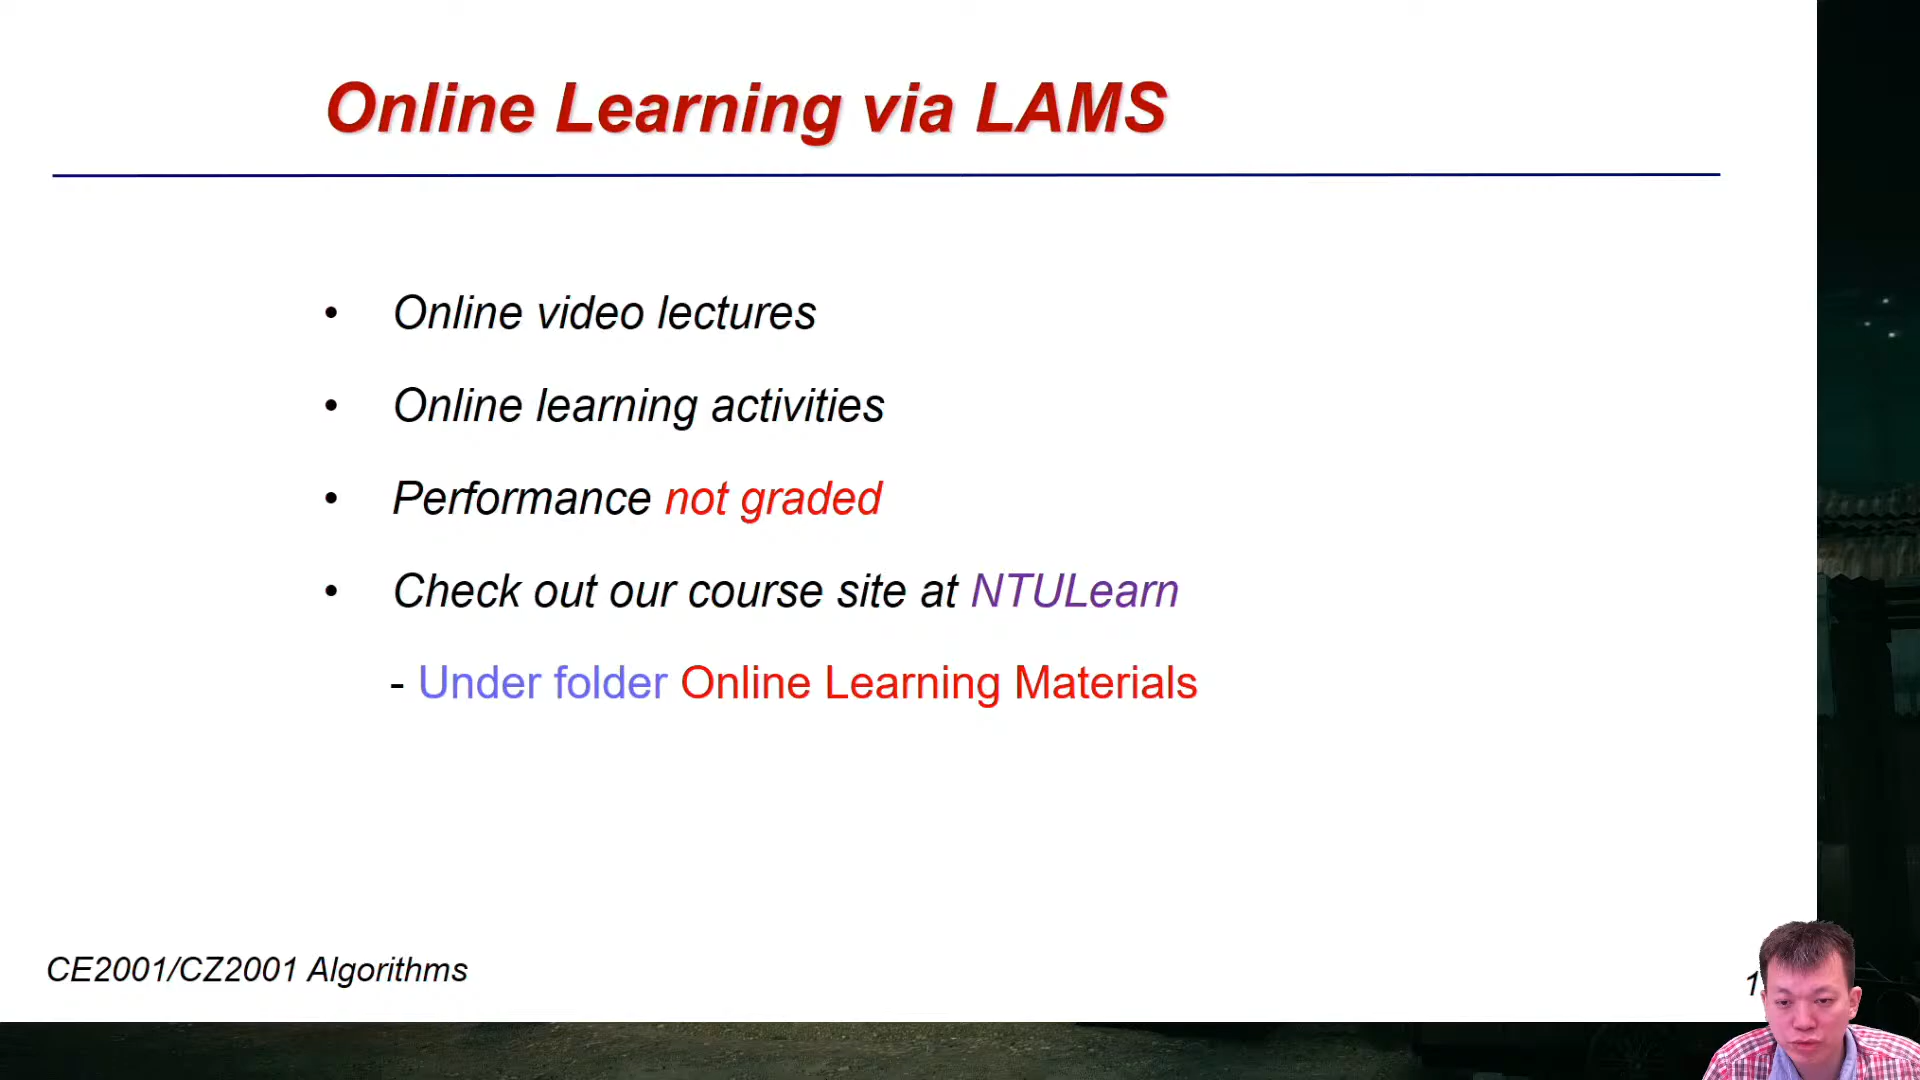 Online Learning via LAMS
• Online video lectures
• Online learning activities
• Performance not graded
• Check out our course site at NTULearn
- Under folder Online Learning Materials
CE2001/CZ2001 Algorithms